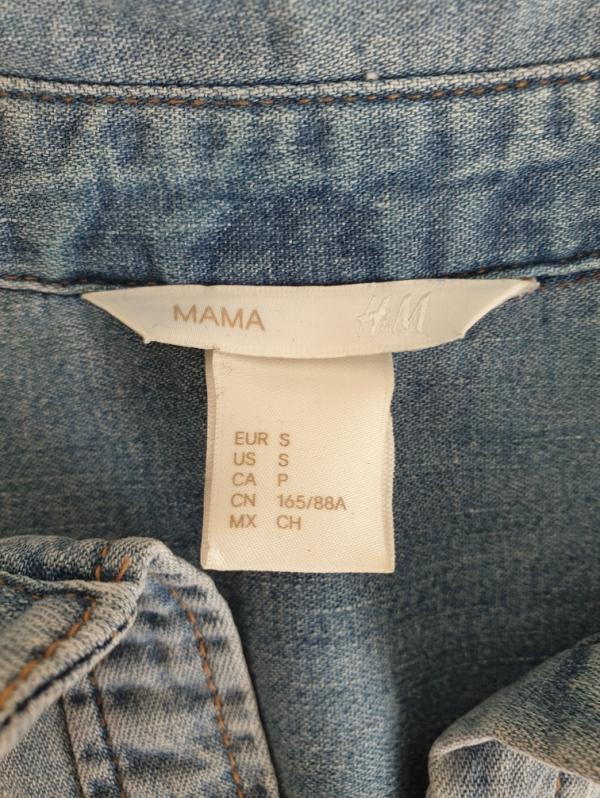 MAMA H&M
EUR S
US S
CA P
CN 165/88A
MX CH